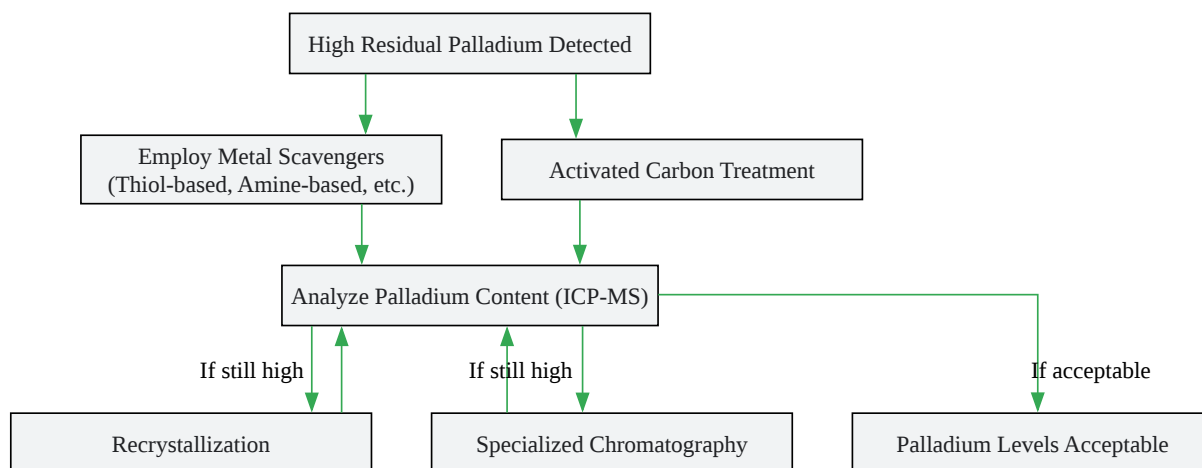 High Residual Palladium Detected
Employ Metal Scavengers
(Thiol-based, Amine-based, etc.)
Activated Carbon Treatment
Analyze Palladium Content (ICP-MS)
If still high
If still high
If acceptable
Recrystallization
Specialized Chromatography
Palladium Levels Acceptable